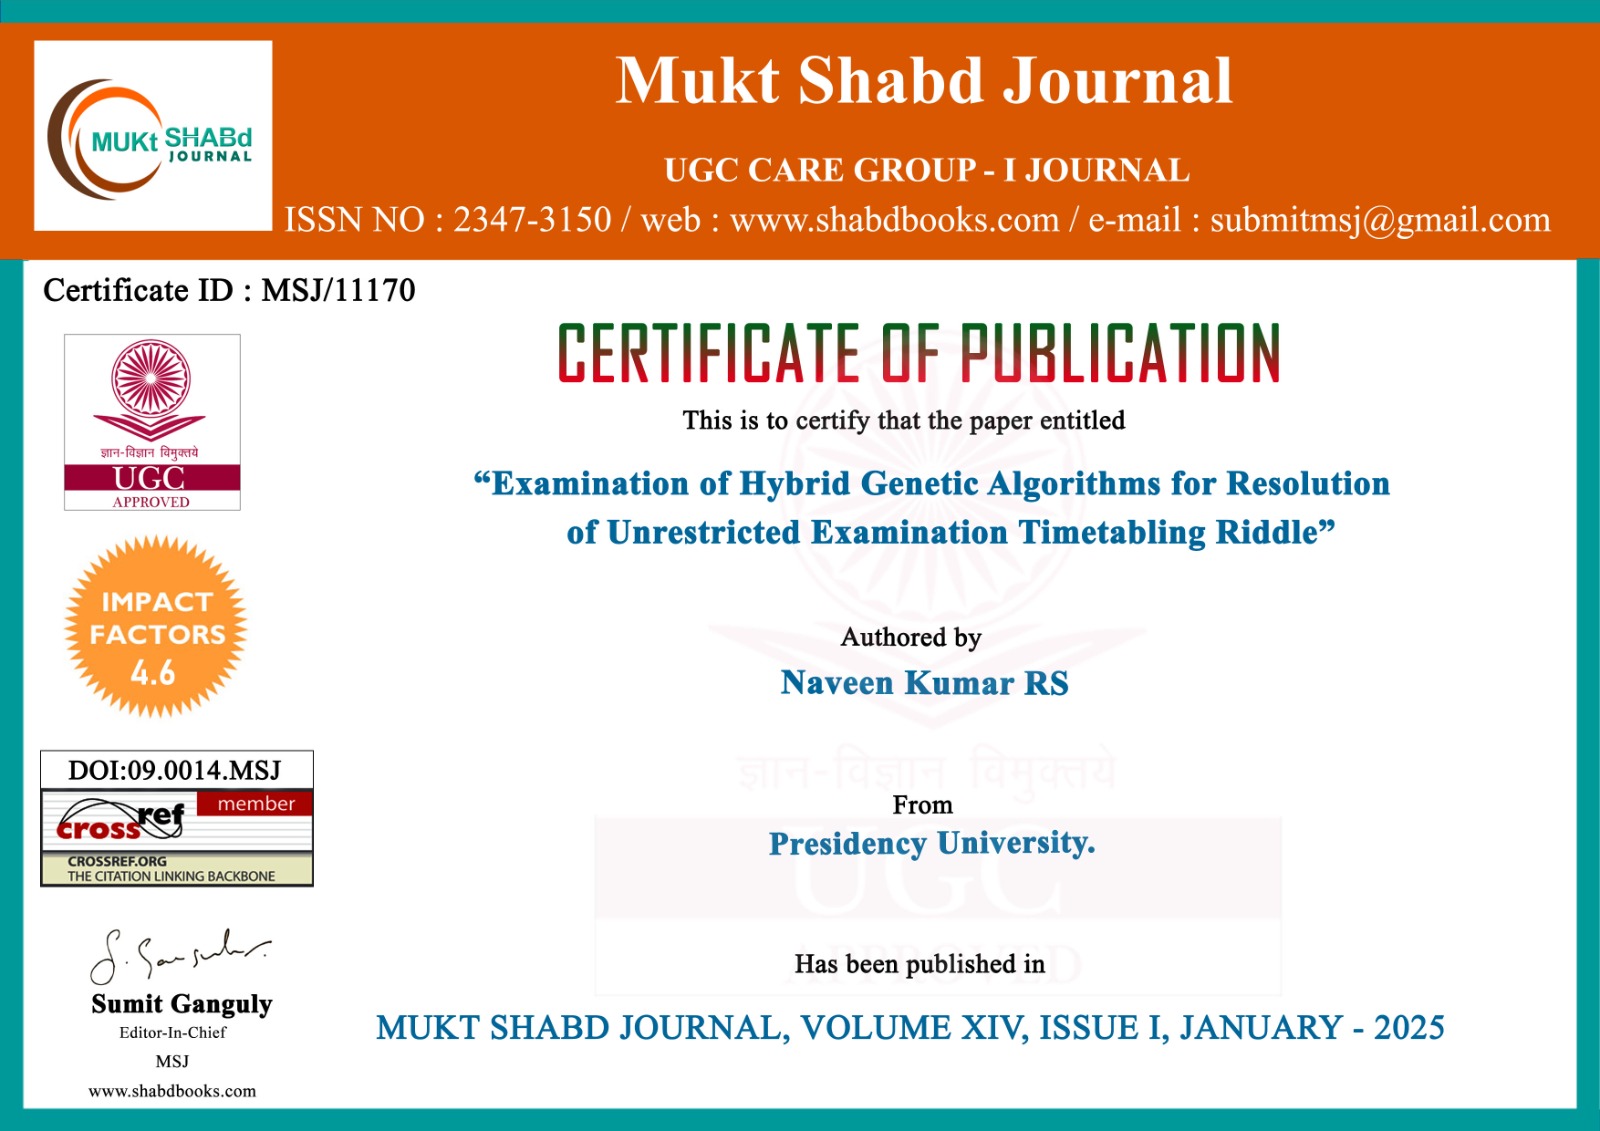 MUKt SHABd
JOURNAL
Mukt Shabd Journal
UGC CARE GROUP - I JOURNAL
ISSN NO : 2347-3150 / web : www.shabdbooks.com / e-mail : submitmsj@gmail.com
Certificate ID : MSJ/11170
ज्ञान-विज्ञान विमुक्तये
UGC
APPROVED
IMPACT
FACTORS
4.6
DOI:09.0014.MSJ
member
crossref
CROSSREF.ORG
THE CITATION LINKING BACKBONE
S. Ganguly
Sumit Ganguly
Editor-In-Chief
MSJ
www.shabdbooks.com
CERTIFICATE OF PUBLICATION
This is to certify that the paper entitled
“Examination of Hybrid Genetic Algorithms for Resolution
of Unrestricted Examination Timetabling Riddle”
Authored by
Naveen Kumar RS
ज्ञान-विज्ञान विमुक्तये
From
Presidency University.
UGC
APPROVED
Has been published in
MUKT SHABD JOURNAL, VOLUME XIV, ISSUE I, JANUARY - 2025